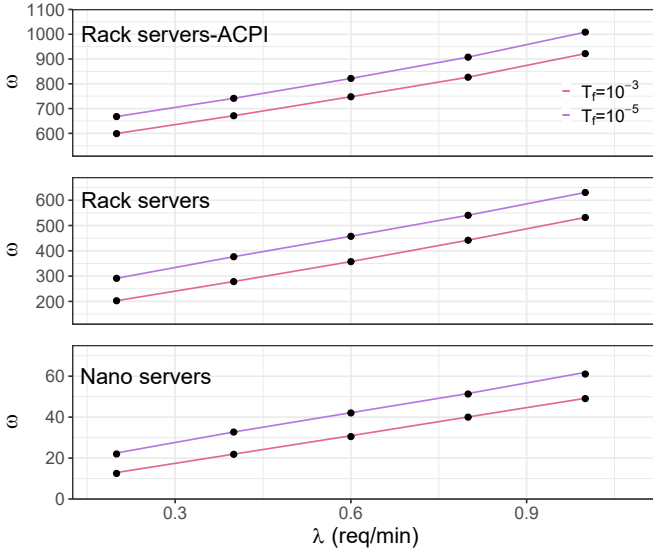 1100
1000
900
800
700
600
ω
Rack servers-ACPI
T_f=10^−3
T_f=10^−5
600
500
400
300
200
ω
Rack servers
60
40
20
0
ω
Nano servers
0.3 0.6 0.9
λ (req/min)